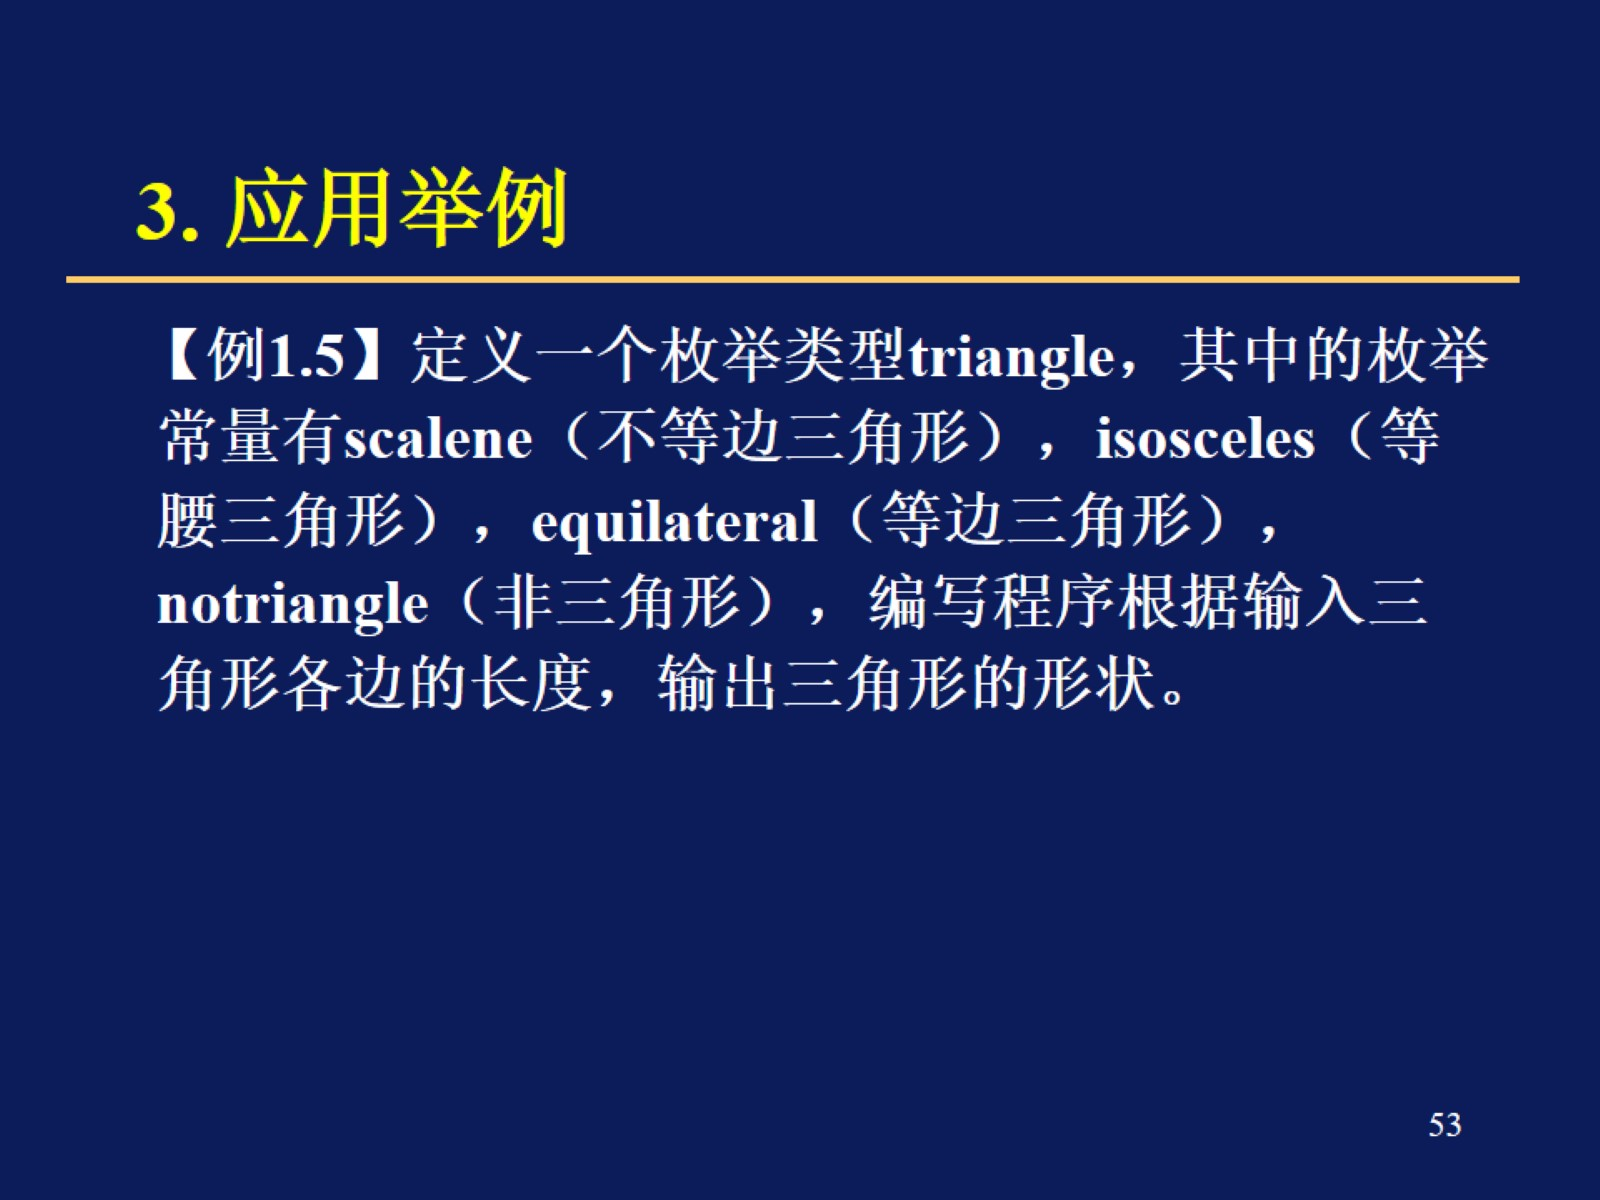 3. 应用举例
【例1.5】定义一个枚举类型triangle，其中的枚举
常量有scalene（不等边三角形），isosceles（等
腰三角形），equilateral（等边三角形），
notriangle（非三角形），编写程序根据输入三
角形各边的长度，输出三角形的形状。
53